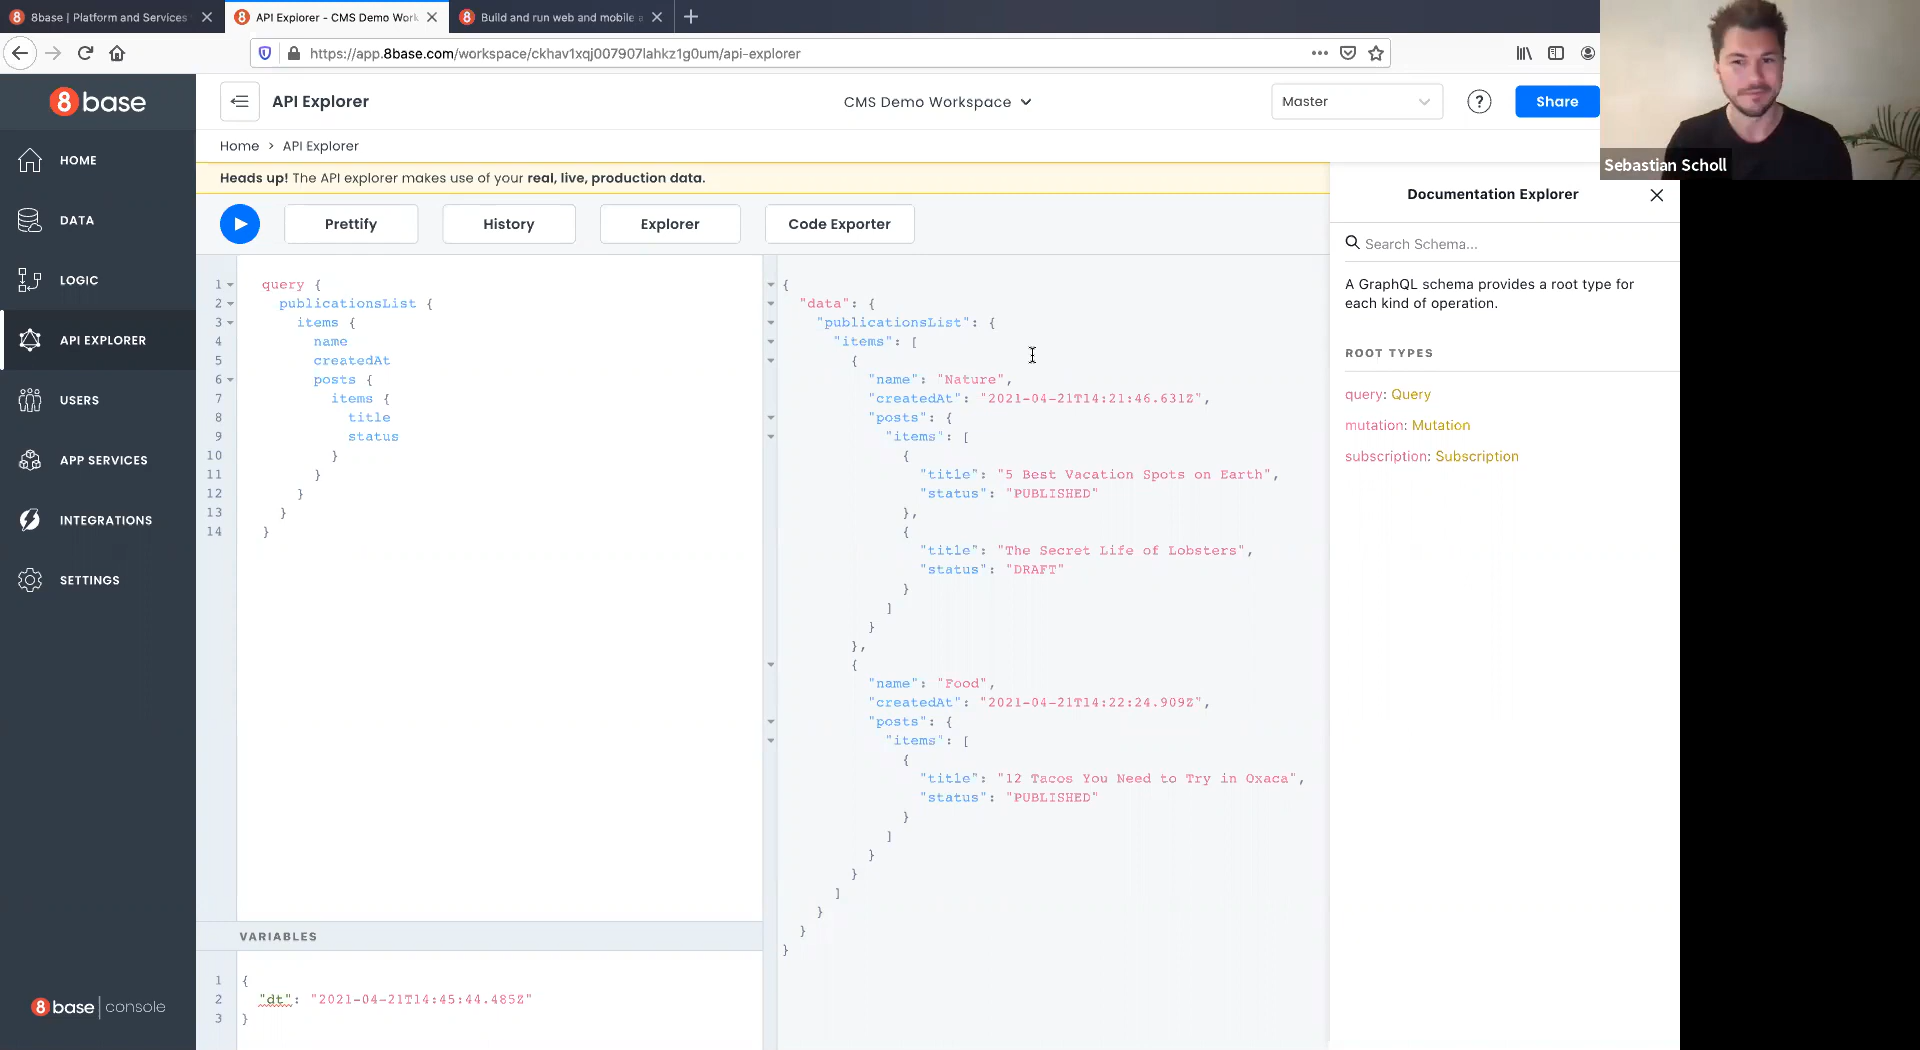 8base | Platform and Services
API Explorer - CMS Demo Work
Build and run web and mobile a
https://app.8base.com/workspace/ckhav1xqj007907lahkz1g0um/api-explorer
8base
API Explorer
CMS Demo Workspace
Master
?
Share
Sebastian Scholl
Home > API Explorer
Heads up! The API explorer makes use of your real, live, production data.
HOME
DATA
LOGIC
API EXPLORER
USERS
APP SERVICES
INTEGRATIONS
SETTINGS
8base | console
Prettify
History
Explorer
Code Exporter
1 query {
2 publicationsList {
3 items {
4 name
5 createdAt
6 posts {
7 items {
8 title
9 status
10 }
11 }
12 }
13 }
14 }
VARIABLES
1 {
2 "dt": "2021-04-21T14:45:44.485Z"
3 }
{
"data": {
"publicationsList": {
"items": [
{
"name": "Nature",
"createdAt": "2021-04-21T14:21:46.631Z",
"posts": {
"items": [
{
"title": "5 Best Vacation Spots on Earth",
"status": "PUBLISHED"
},
{
"title": "The Secret Life of Lobsters",
"status": "DRAFT"
}
]
}
},
{
"name": "Food",
"createdAt": "2021-04-21T14:22:24.909Z",
"posts": {
"items": [
{
"title": "12 Tacos You Need to Try in Oxaca",
"status": "PUBLISHED"
}
]
}
}
]
}
}
}
Documentation Explorer
Search Schema...
A GraphQL schema provides a root type for
each kind of operation.
ROOT TYPES
query: Query
mutation: Mutation
subscription: Subscription